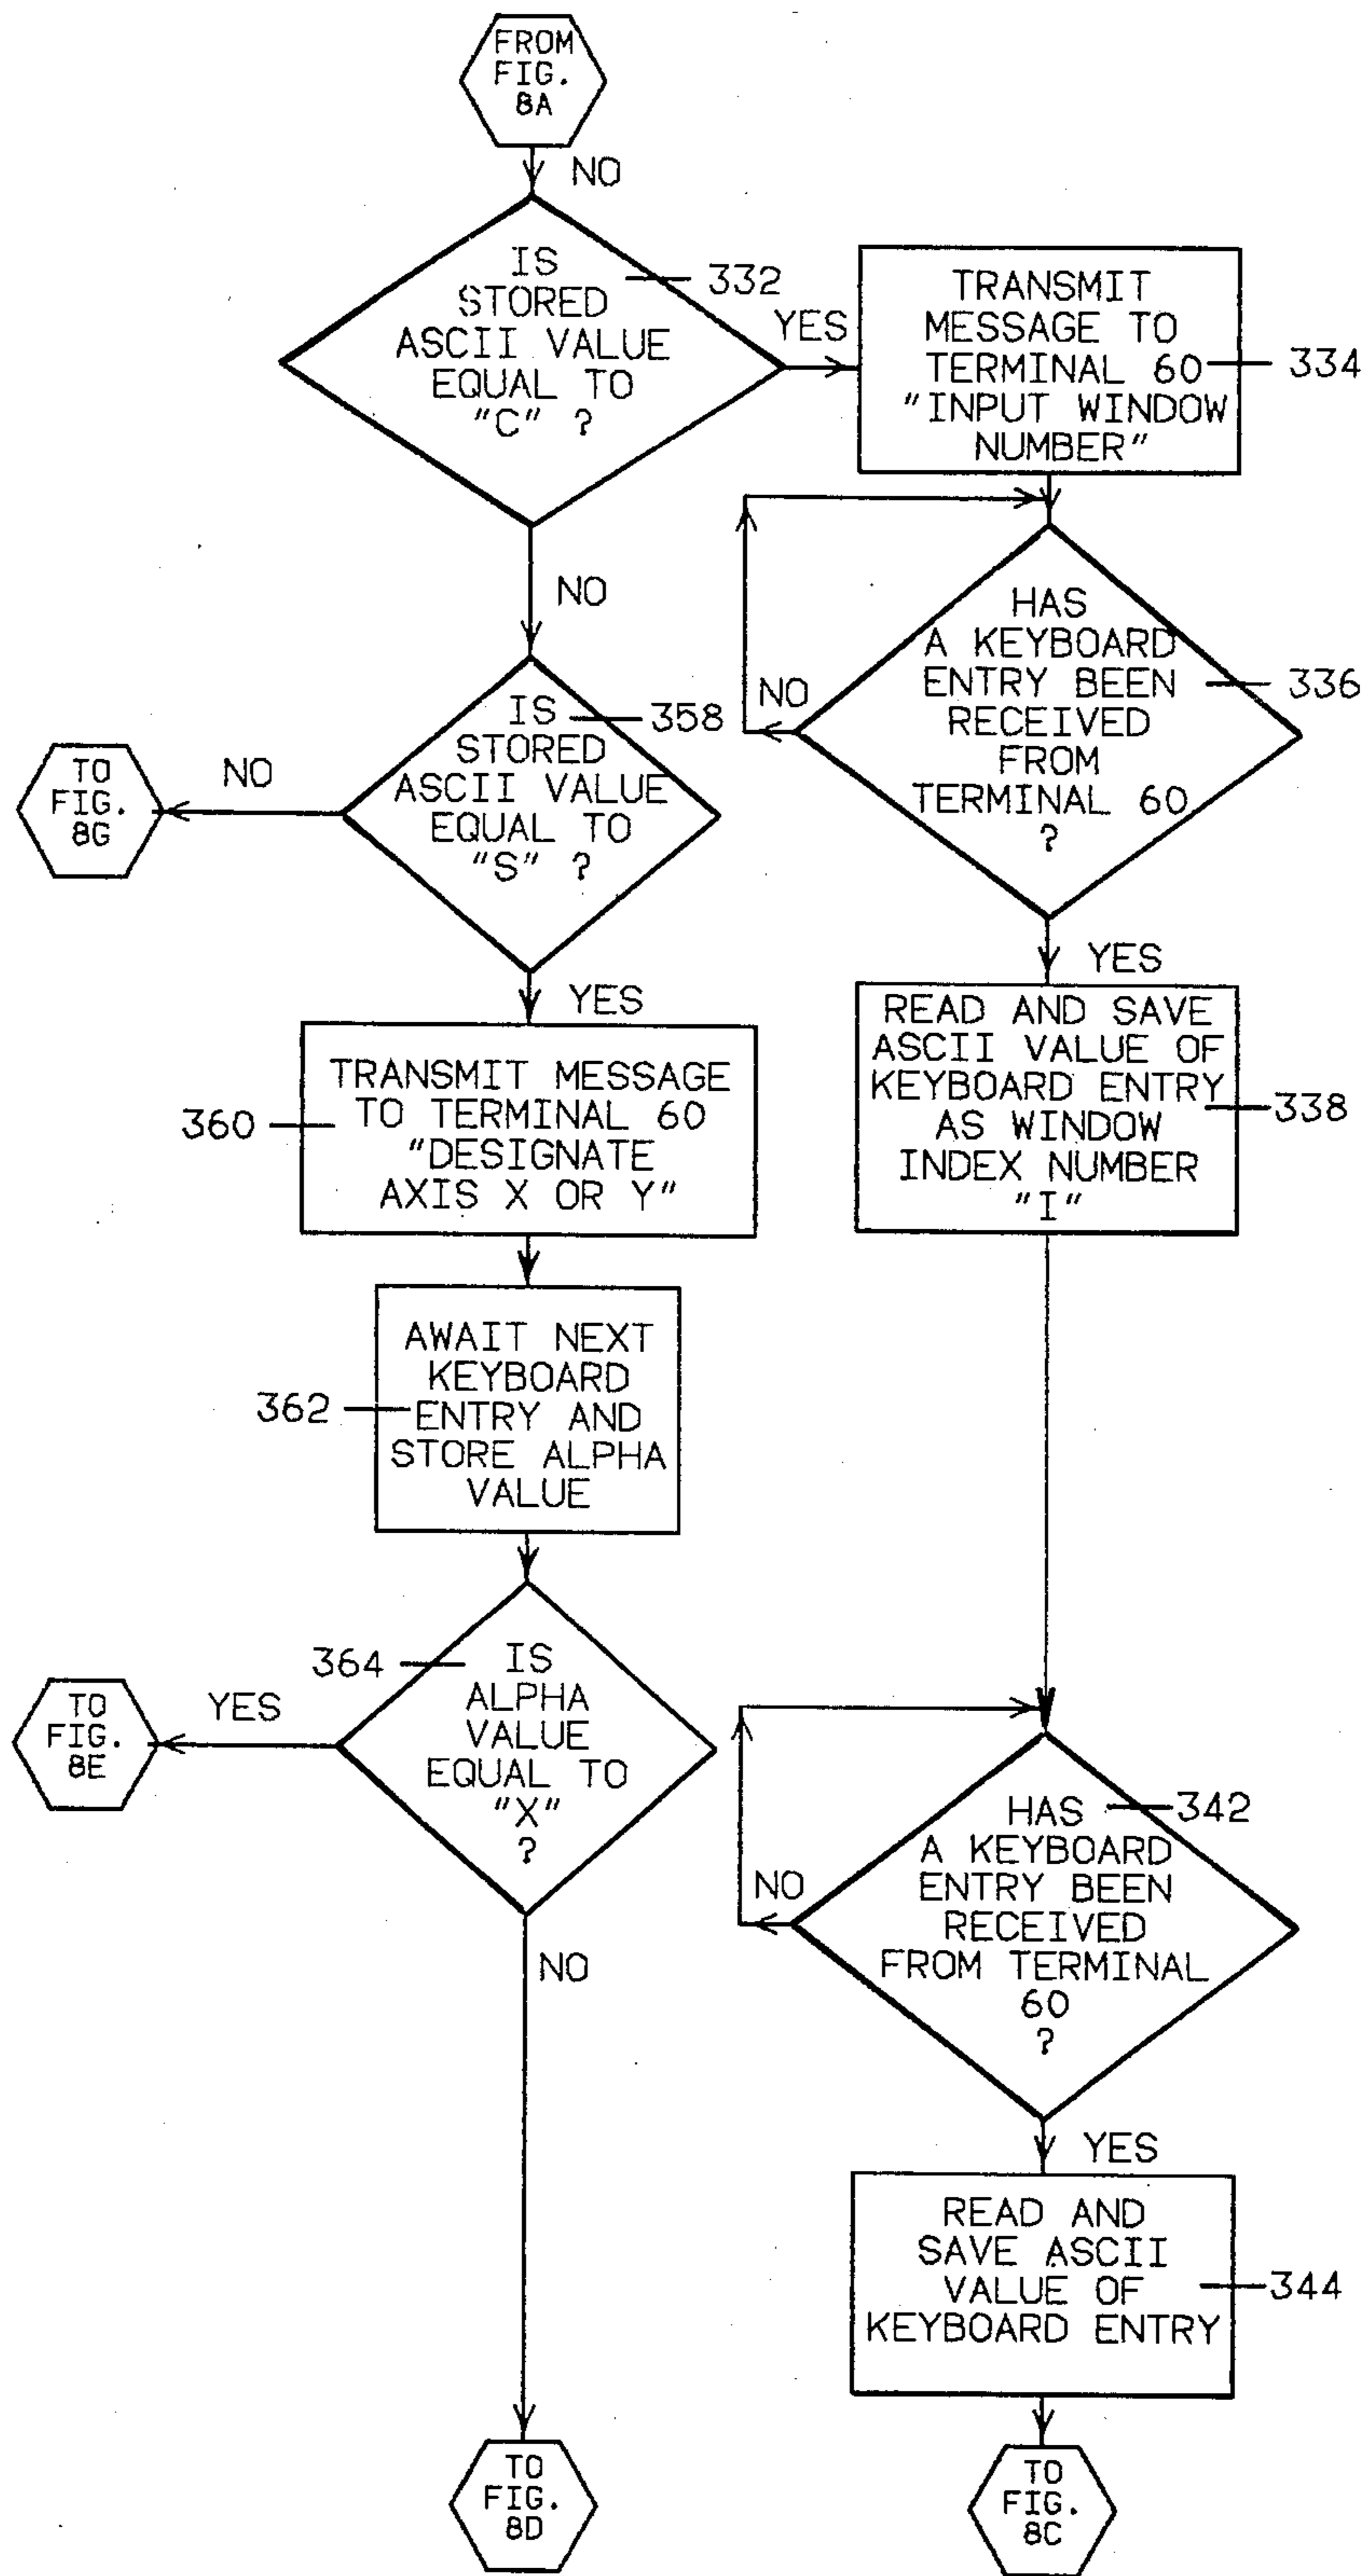 FROM
FIG.
8A
NO
IS
STORED
ASCII VALUE
EQUAL TO
"C" ?
332
YES
TRANSMIT
MESSAGE TO
TERMINAL 60
"INPUT WINDOW
NUMBER"
334
NO
HAS
A KEYBOARD
ENTRY BEEN
RECEIVED
FROM
TERMINAL 60
?
336
NO
IS
STORED
ASCII VALUE
EQUAL TO
"S" ?
358
NO
TO
FIG.
8G
YES
YES
READ AND SAVE
ASCII VALUE OF
KEYBOARD ENTRY
AS WINDOW
INDEX NUMBER
"I"
338
TRANSMIT MESSAGE
TO TERMINAL 60
"DESIGNATE
AXIS X OR Y"
360
AWAIT NEXT
KEYBOARD
ENTRY AND
STORE ALPHA
VALUE
362
IS
ALPHA
VALUE
EQUAL TO
"X"
?
364
YES
TO
FIG.
8E
NO
HAS
A KEYBOARD
ENTRY BEEN
RECEIVED
FROM TERMINAL
60
?
342
NO
YES
READ AND
SAVE ASCII
VALUE OF
KEYBOARD ENTRY
344
TO
FIG.
8D
TO
FIG.
8C